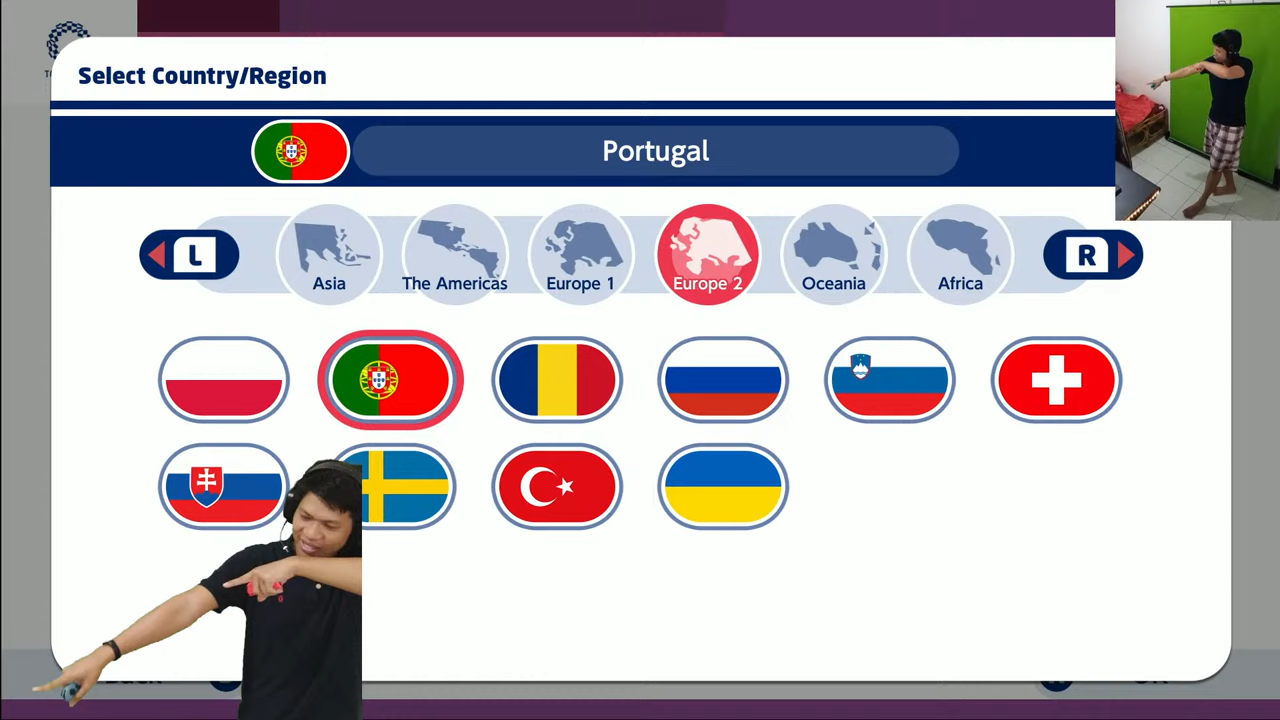 Select Country/Region
Portugal
L
Asia
The Americas
Europe 1
Europe 2
Oceania
Africa
R